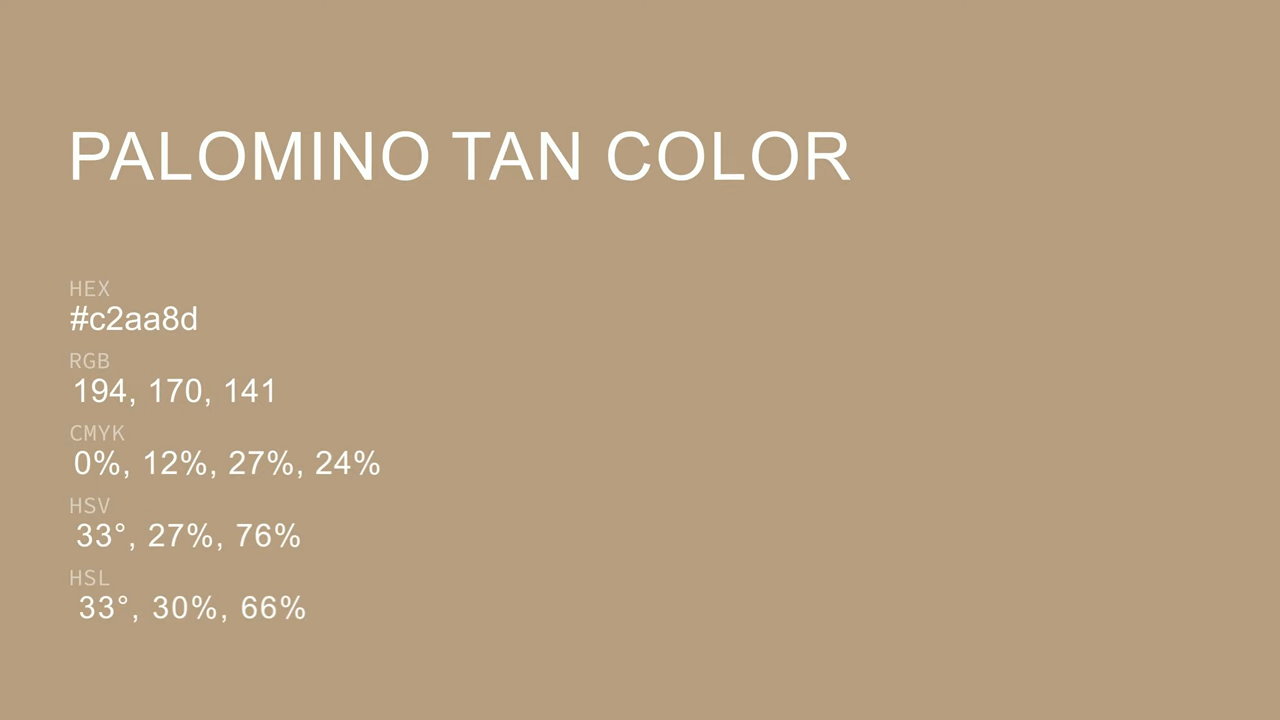 PALOMINO TAN COLOR
HEX
#c2aa8d
RGB
194, 170, 141
CMYK
0%, 12%, 27%, 24%
HSV
33°, 27%, 76%
HSL
33°, 30%, 66%